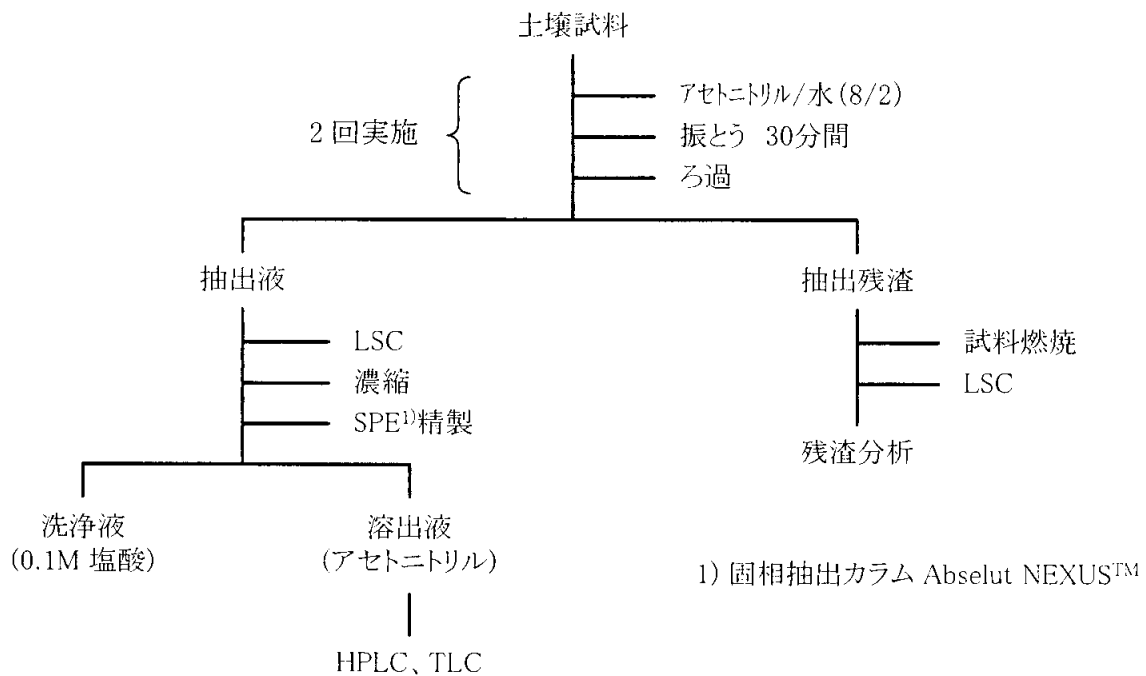 土壌試料
2回実施
アセトニトリル/水(8/2)
振とう 30分間
ろ過
抽出液
LSC
濃縮
SPE1)精製
洗浄液
(0.1M 塩酸)
溶出液
(アセトニトリル)
HPLC、TLC
抽出残渣
試料燃焼
LSC
残渣分析
1) 固相抽出カラム Abselut NEXUS™